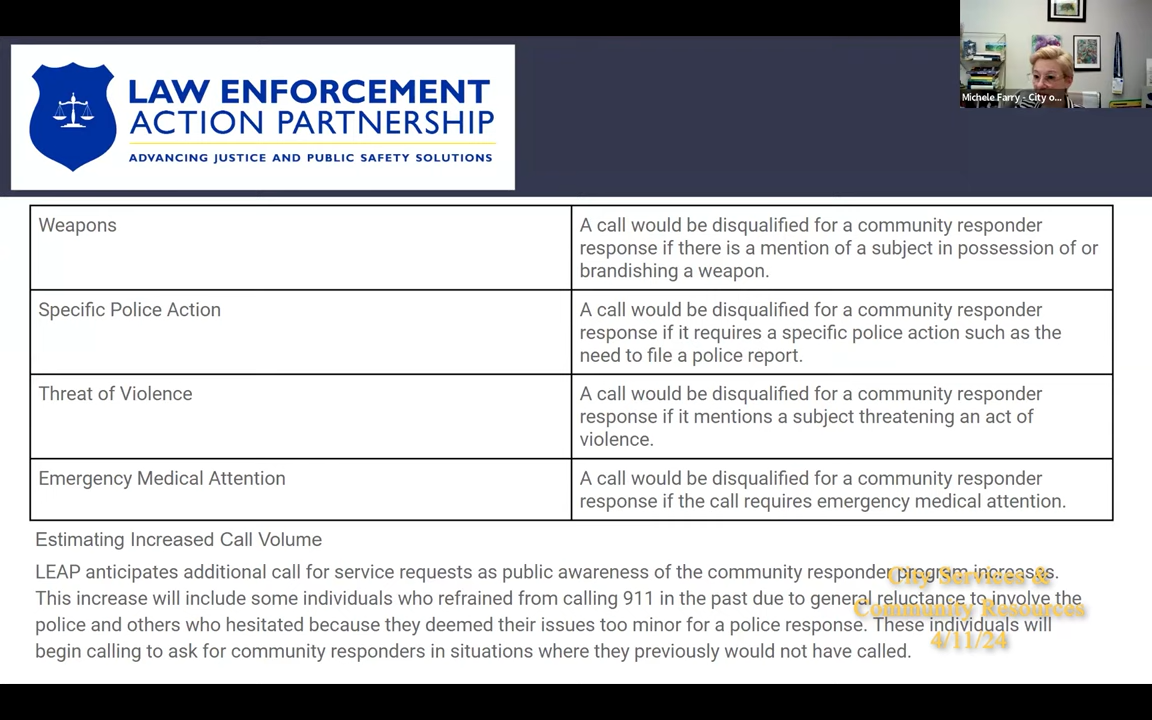 LAW ENFORCEMENT
ACTION PARTNERSHIP
ADVANCING JUSTICE AND PUBLIC SAFETY SOLUTIONS
Michele Farry - City o...
Weapons
A call would be disqualified for a community responder
response if there is a mention of a subject in possession of or
brandishing a weapon.
Specific Police Action
A call would be disqualified for a community responder
response if it requires a specific police action such as the
need to file a police report.
Threat of Violence
A call would be disqualified for a community responder
response if it mentions a subject threatening an act of
violence.
Emergency Medical Attention
A call would be disqualified for a community responder
response if the call requires emergency medical attention.
Estimating Increased Call Volume
LEAP anticipates additional call for service requests as public awareness of the community responder program increases.
This increase will include some individuals who refrained from calling 911 in the past due to general reluctance to involve the
police and others who hesitated because they deemed their issues too minor for a police response. These individuals will
begin calling to ask for community responders in situations where they previously would not have called.
City Services &
Community Resources
4/11/24